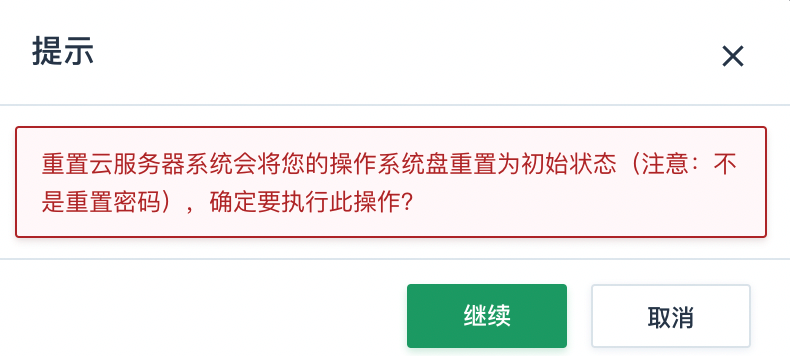 提示
重置云服务器系统会将您的操作系统盘重置为初始状态（注意：不
是重置密码），确定要执行此操作？
继续
取消